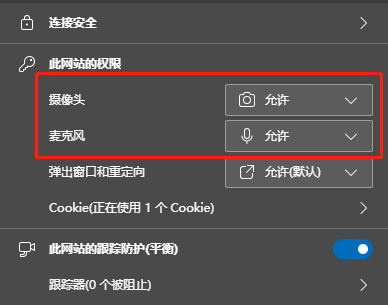 连接安全
此网站的权限
摄像头 允许
麦克风 允许
弹出窗口和重定向 允许(默认)
Cookie(正在使用 1 个 Cookie)
此网站的跟踪防护(平衡)
跟踪器(0 个被阻止)